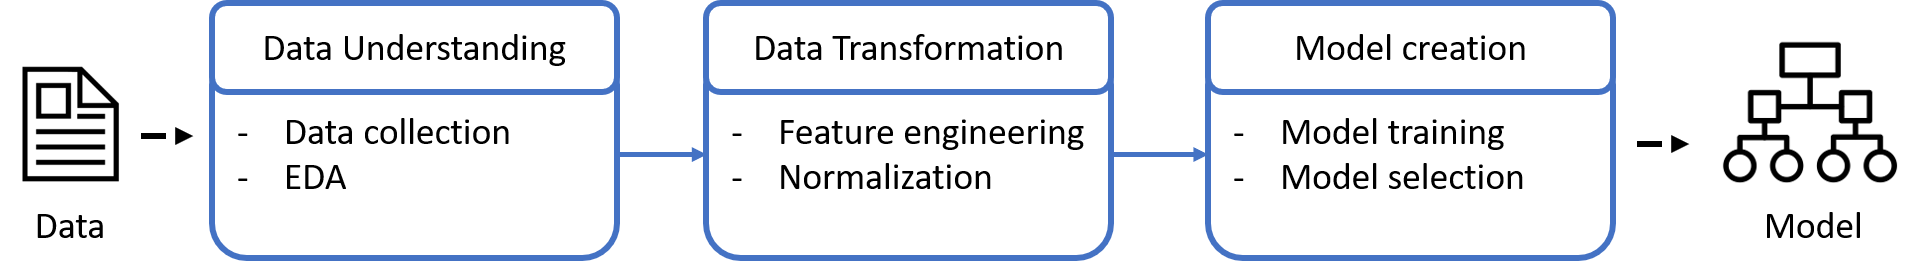 Data
Data Understanding
- Data collection
- EDA
Data Transformation
- Feature engineering
- Normalization
Model creation
- Model training
- Model selection
Model